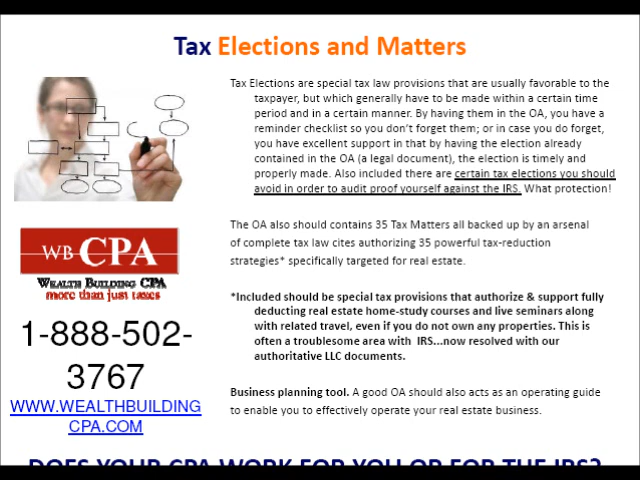 Tax Elections and Matters
Tax Elections are special tax law provisions that are usually favorable to the
taxpayer, but which generally have to be made within a certain time
period and in a certain manner. By having them in the OA, you have a
reminder checklist so you don't forget them; or in case you do forget,
you have excellent support in that by having the election already
contained in the OA (a legal document), the election is timely and
properly made. Also included there are certain tax elections you should
avoid in order to audit proof yourself against the IRS. What protection!
The OA also should contains 35 Tax Matters all backed up by an arsenal
of complete tax law cites authorizing 35 powerful tax-reduction
strategies* specifically targeted for real estate.
*Included should be special tax provisions that authorize & support fully
deducting real estate home-study courses and live seminars along
with related travel, even if you do not own any properties. This is
often a troublesome area with IRS...now resolved with our
authoritative LLC documents.
Business planning tool. A good OA should also acts as an operating guide
to enable you to effectively operate your real estate business.
WB CPA
WEALTH BUILDING CPA
more than just taxes
1-888-502-
3767
WWW.WEALTHBUILDING
CPA.COM
DOES YOUR CPA WORK FOR YOU OR FOR THE IRS?